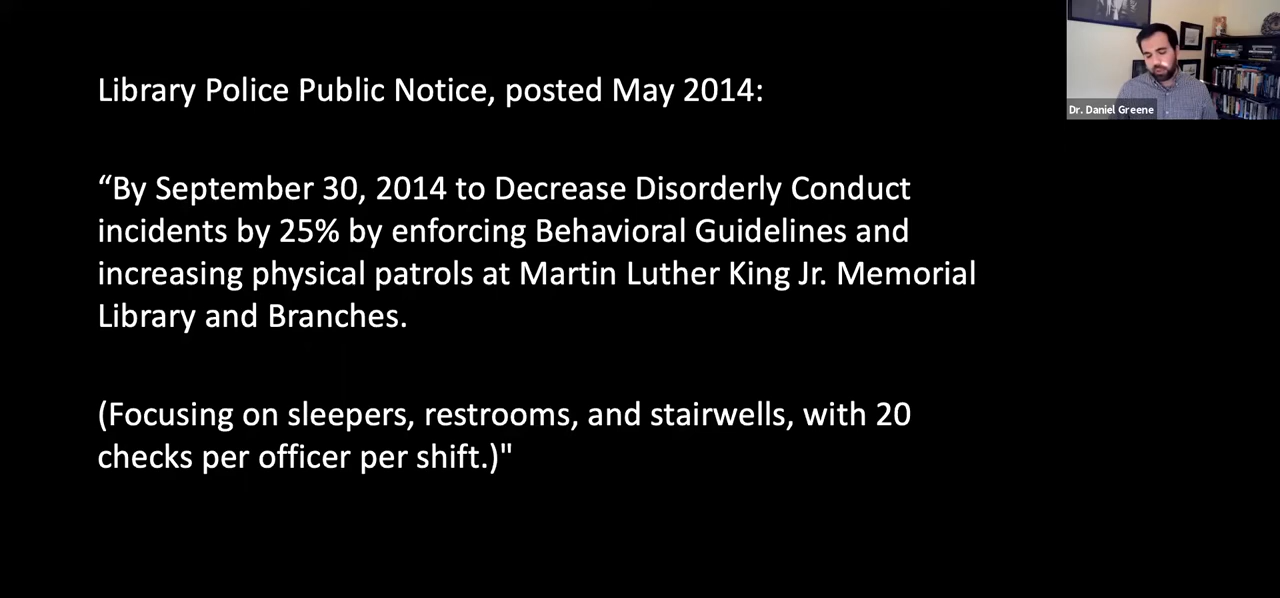 Library Police Public Notice, posted May 2014:
“By September 30, 2014 to Decrease Disorderly Conduct
incidents by 25% by enforcing Behavioral Guidelines and
increasing physical patrols at Martin Luther King Jr. Memorial
Library and Branches.
(Focusing on sleepers, restrooms, and stairwells, with 20
checks per officer per shift.)"
Dr. Daniel Greene